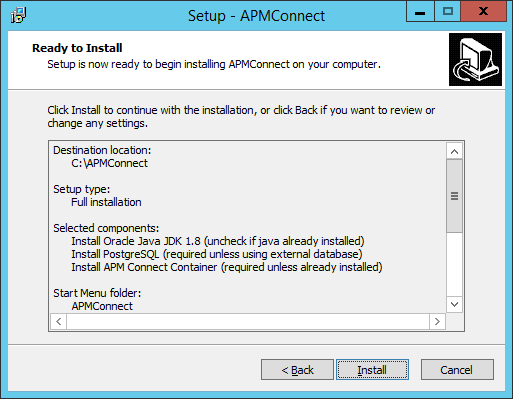 Setup - APMConnect
Ready to Install
Setup is now ready to begin installing APMConnect on your computer.
Click Install to continue with the installation, or click Back if you want to review or
change any settings.
Destination location:
C:\APMConnect
Setup type:
Full installation
Selected components:
Install Oracle Java JDK 1.8 (uncheck if java already installed)
Install PostgreSQL (required unless using external database)
Install APM Connect Container (required unless already installed)
Start Menu folder:
APMConnect
< Back
Install
Cancel